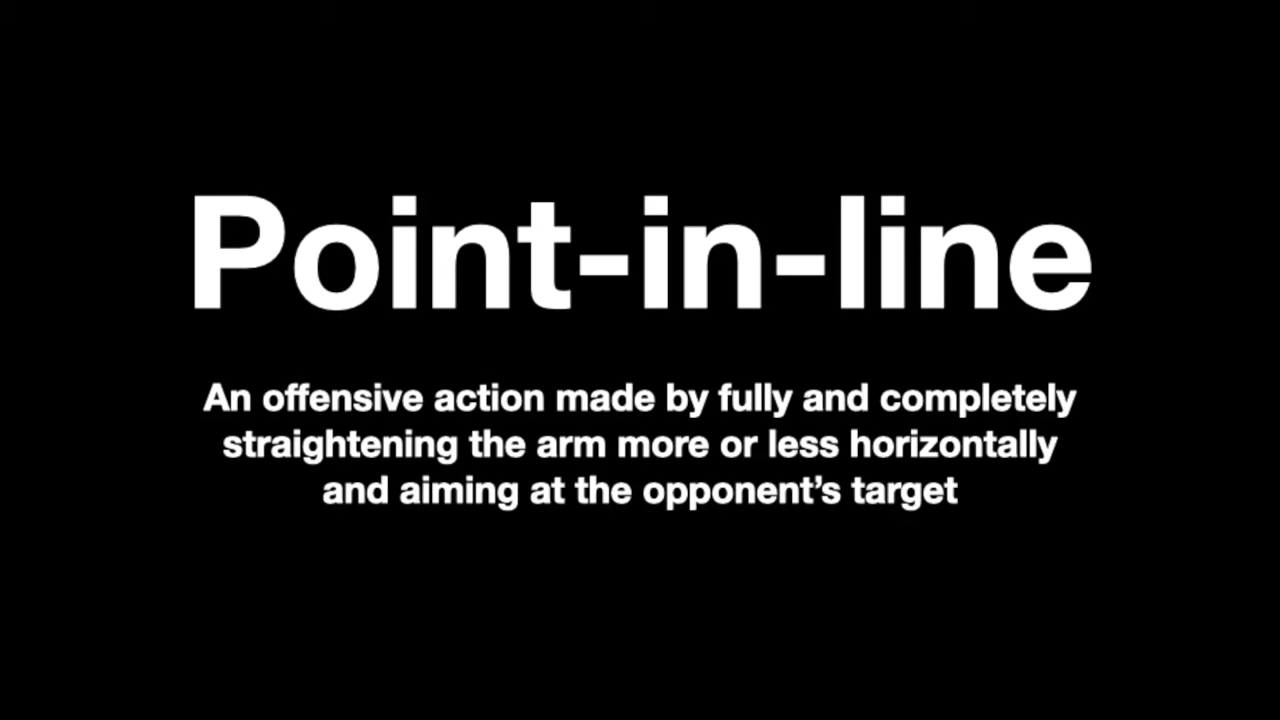 Point-in-line
An offensive action made by fully and completely
straightening the arm more or less horizontally
and aiming at the opponent’s target